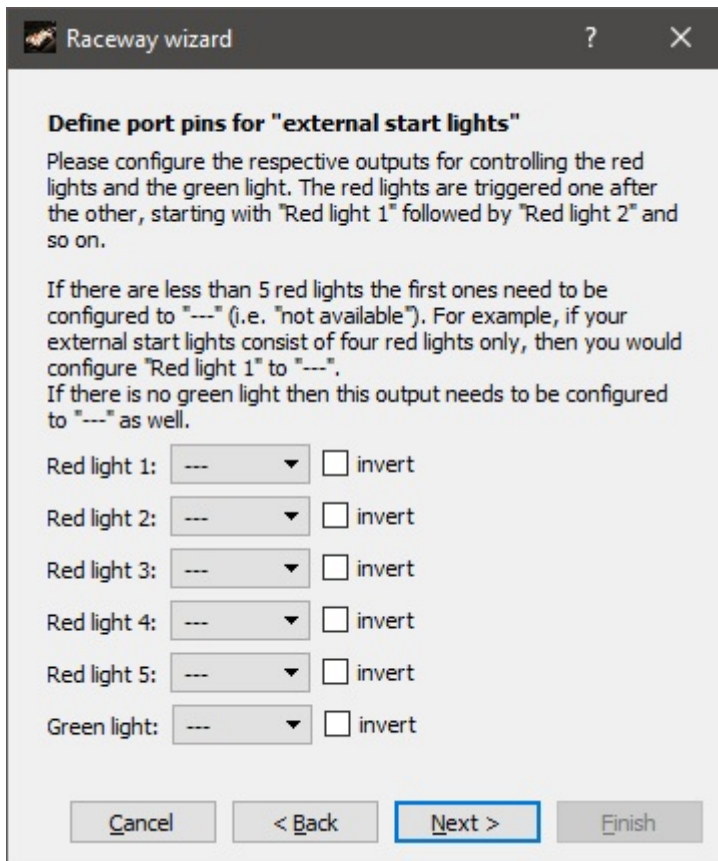 Raceway wizard ? ×
Define port pins for "external start lights"
Please configure the respective outputs for controlling the red
lights and the green light. The red lights are triggered one after
the other, starting with "Red light 1" followed by "Red light 2" and
so on.
If there are less than 5 red lights the first ones need to be
configured to "---" (i.e. "not available"). For example, if your
external start lights consist of four red lights only, then you would
configure "Red light 1" to "---".
If there is no green light then this output needs to be configured
to "---" as well.
Red light 1: --- invert
Red light 2: --- invert
Red light 3: --- invert
Red light 4: --- invert
Red light 5: --- invert
Green light: --- invert
Cancel < Back Next > Finish